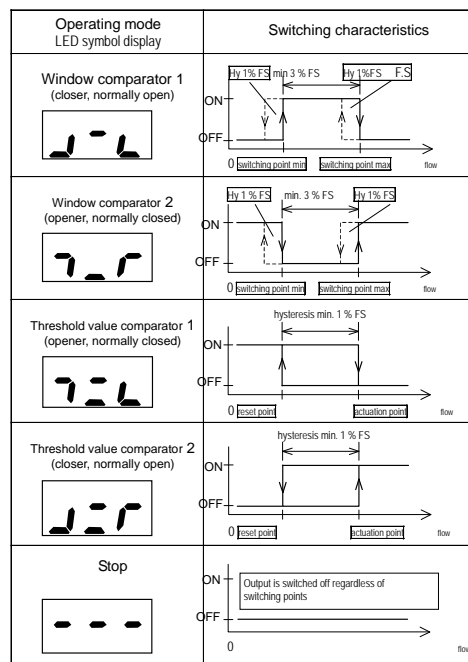 Operating mode
LED symbol display
Switching characteristics
Window comparator 1
(closer, normally open)
Hy 1% FS min 3 % FS Hy 1%FS F.S
ON
OFF
0 switching point min switching point max flow
Window comparator 2
(opener, normally closed)
Hy 1% FS min. 3 % FS Hy 1% FS
ON
OFF
0 switching point min switching point max flow
Threshold value comparator 1
(opener, normally closed)
hysteresis min. 1 % FS
ON
OFF
0 reset point actuation point flow
Threshold value comparator 2
(closer, normally open)
hysteresis min. 1 % FS
ON
OFF
0 reset point actuation point flow
Stop
ON
Output is switched off regardless of
switching points
OFF
0 flow